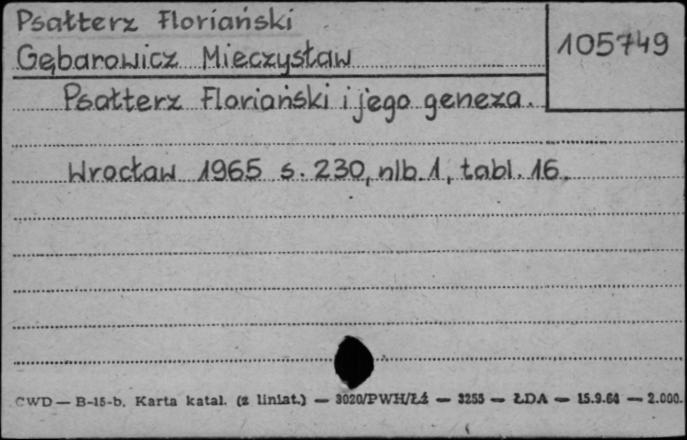 Psałterz Floriański
105749
Gębarowicz Mieczysław
Psałterz Floriański i jego geneza.
Wrocław 1965 s. 230, nlb. 1, tabl. 16.
CWD — B-15-b. Karta katal. (z liniat.) — 3020/PWH/Łź — 3255 — ŁDA — 15.9.64 — 2.000.